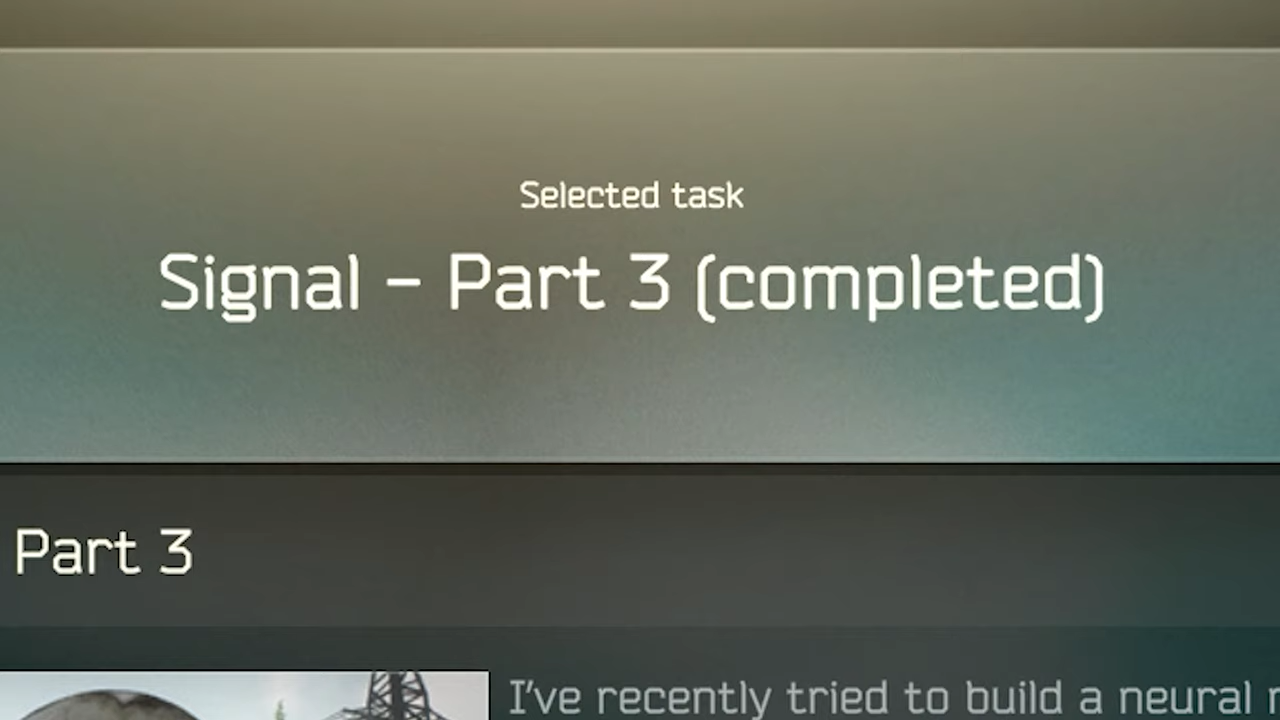 Selected task
Signal – Part 3 (completed)
Part 3
I've recently tried to build a neural